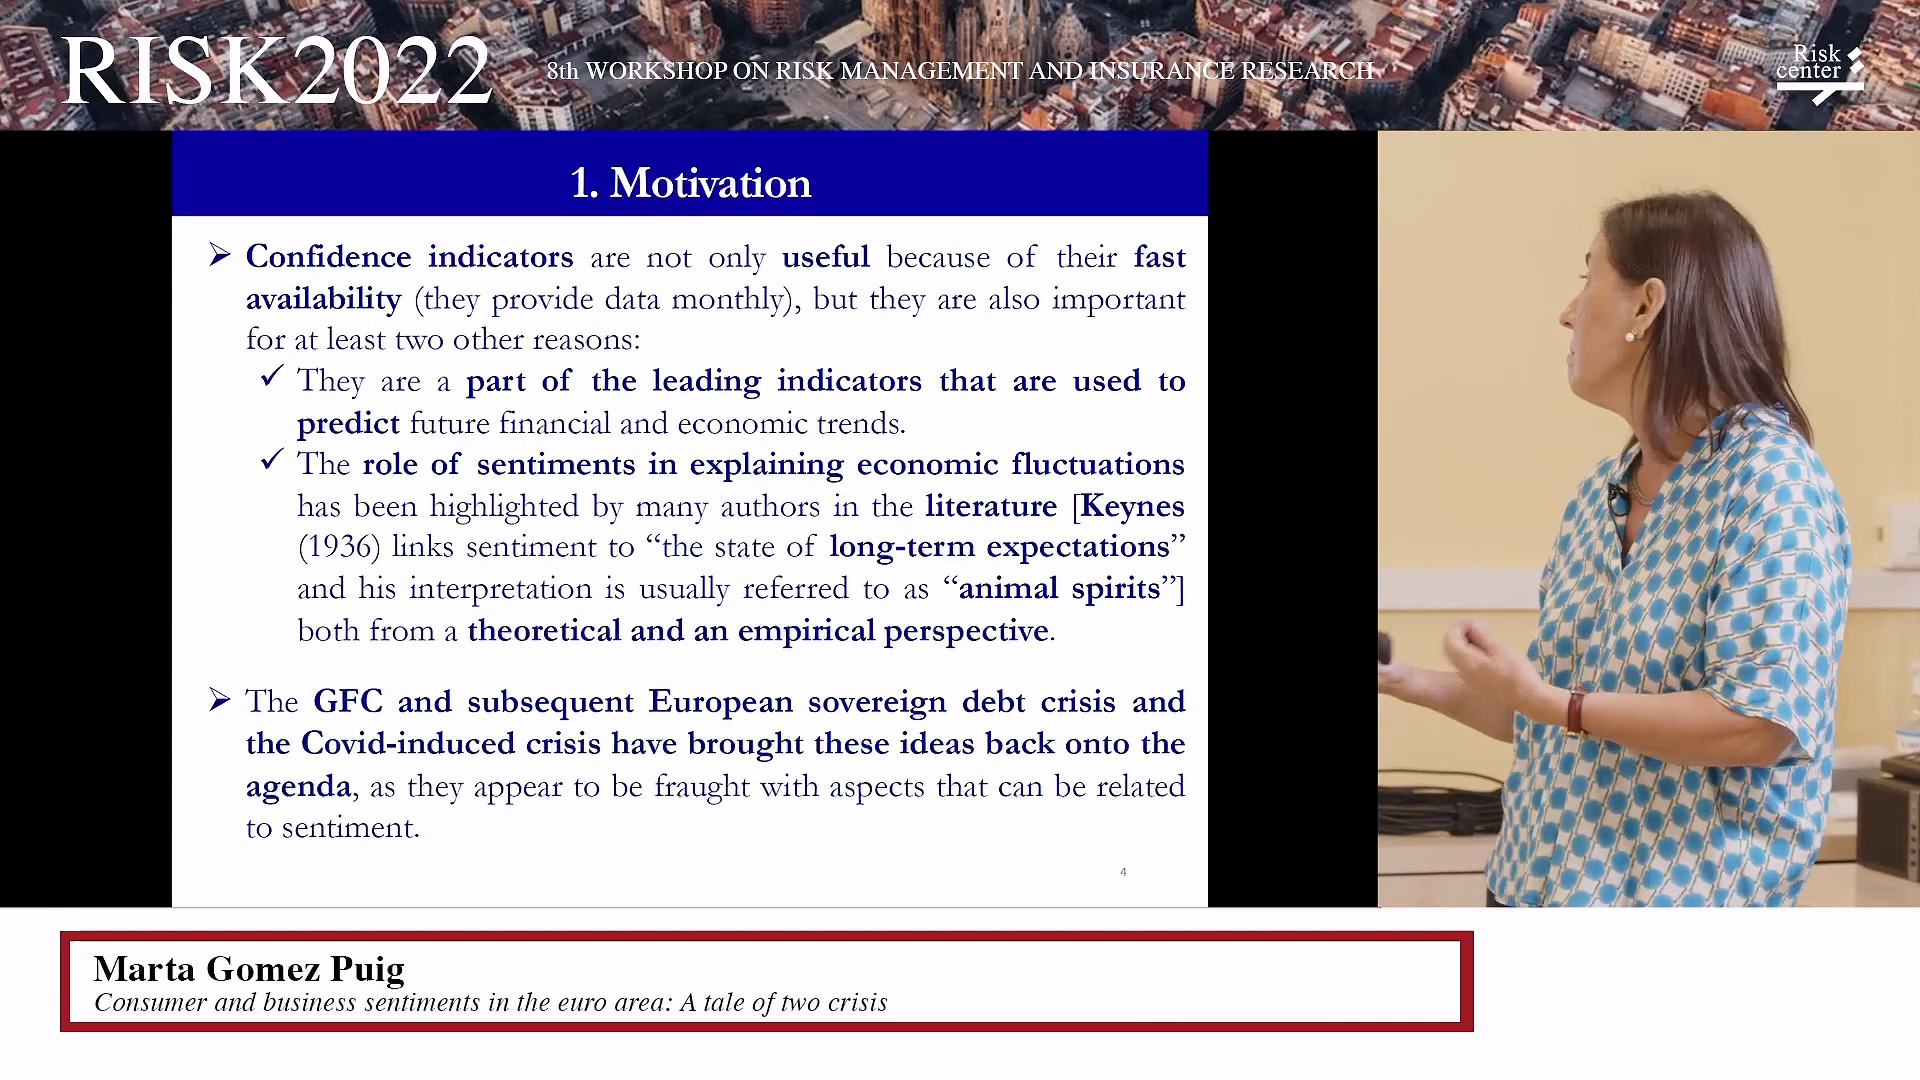 RISK2022
8th WORKSHOP ON RISK MANAGEMENT AND INSURANCE RESEARCH
Risk
center
1. Motivation
➢ Confidence indicators are not only useful because of their fast
availability (they provide data monthly), but they are also important
for at least two other reasons:
✓ They are a part of the leading indicators that are used to
predict future financial and economic trends.
✓ The role of sentiments in explaining economic fluctuations
has been highlighted by many authors in the literature [Keynes
(1936) links sentiment to “the state of long-term expectations”
and his interpretation is usually referred to as “animal spirits”]
both from a theoretical and an empirical perspective.
➢ The GFC and subsequent European sovereign debt crisis and
the Covid-induced crisis have brought these ideas back onto the
agenda, as they appear to be fraught with aspects that can be related
to sentiment.
4
Marta Gomez Puig
Consumer and business sentiments in the euro area: A tale of two crisis